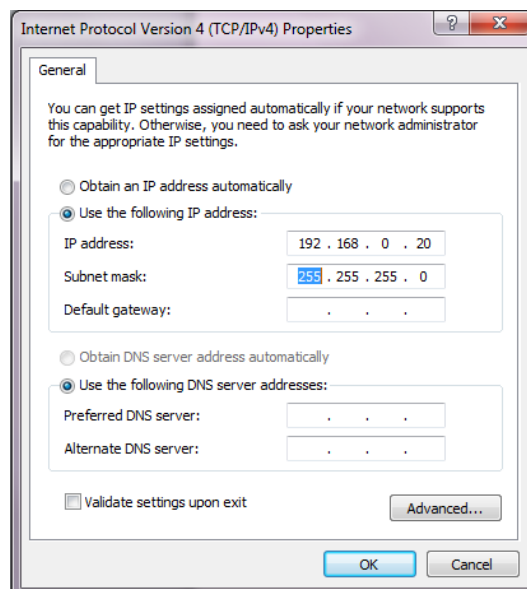 Internet Protocol Version 4 (TCP/IPv4) Properties
General
You can get IP settings assigned automatically if your network supports
this capability. Otherwise, you need to ask your network administrator
for the appropriate IP settings.
Obtain an IP address automatically
Use the following IP address:
IP address: 192 . 168 . 0 . 20
Subnet mask: 255 . 255 . 255 . 0
Default gateway: . . .
Obtain DNS server address automatically
Use the following DNS server addresses:
Preferred DNS server: . . .
Alternate DNS server: . . .
Validate settings upon exit
Advanced...
OK Cancel